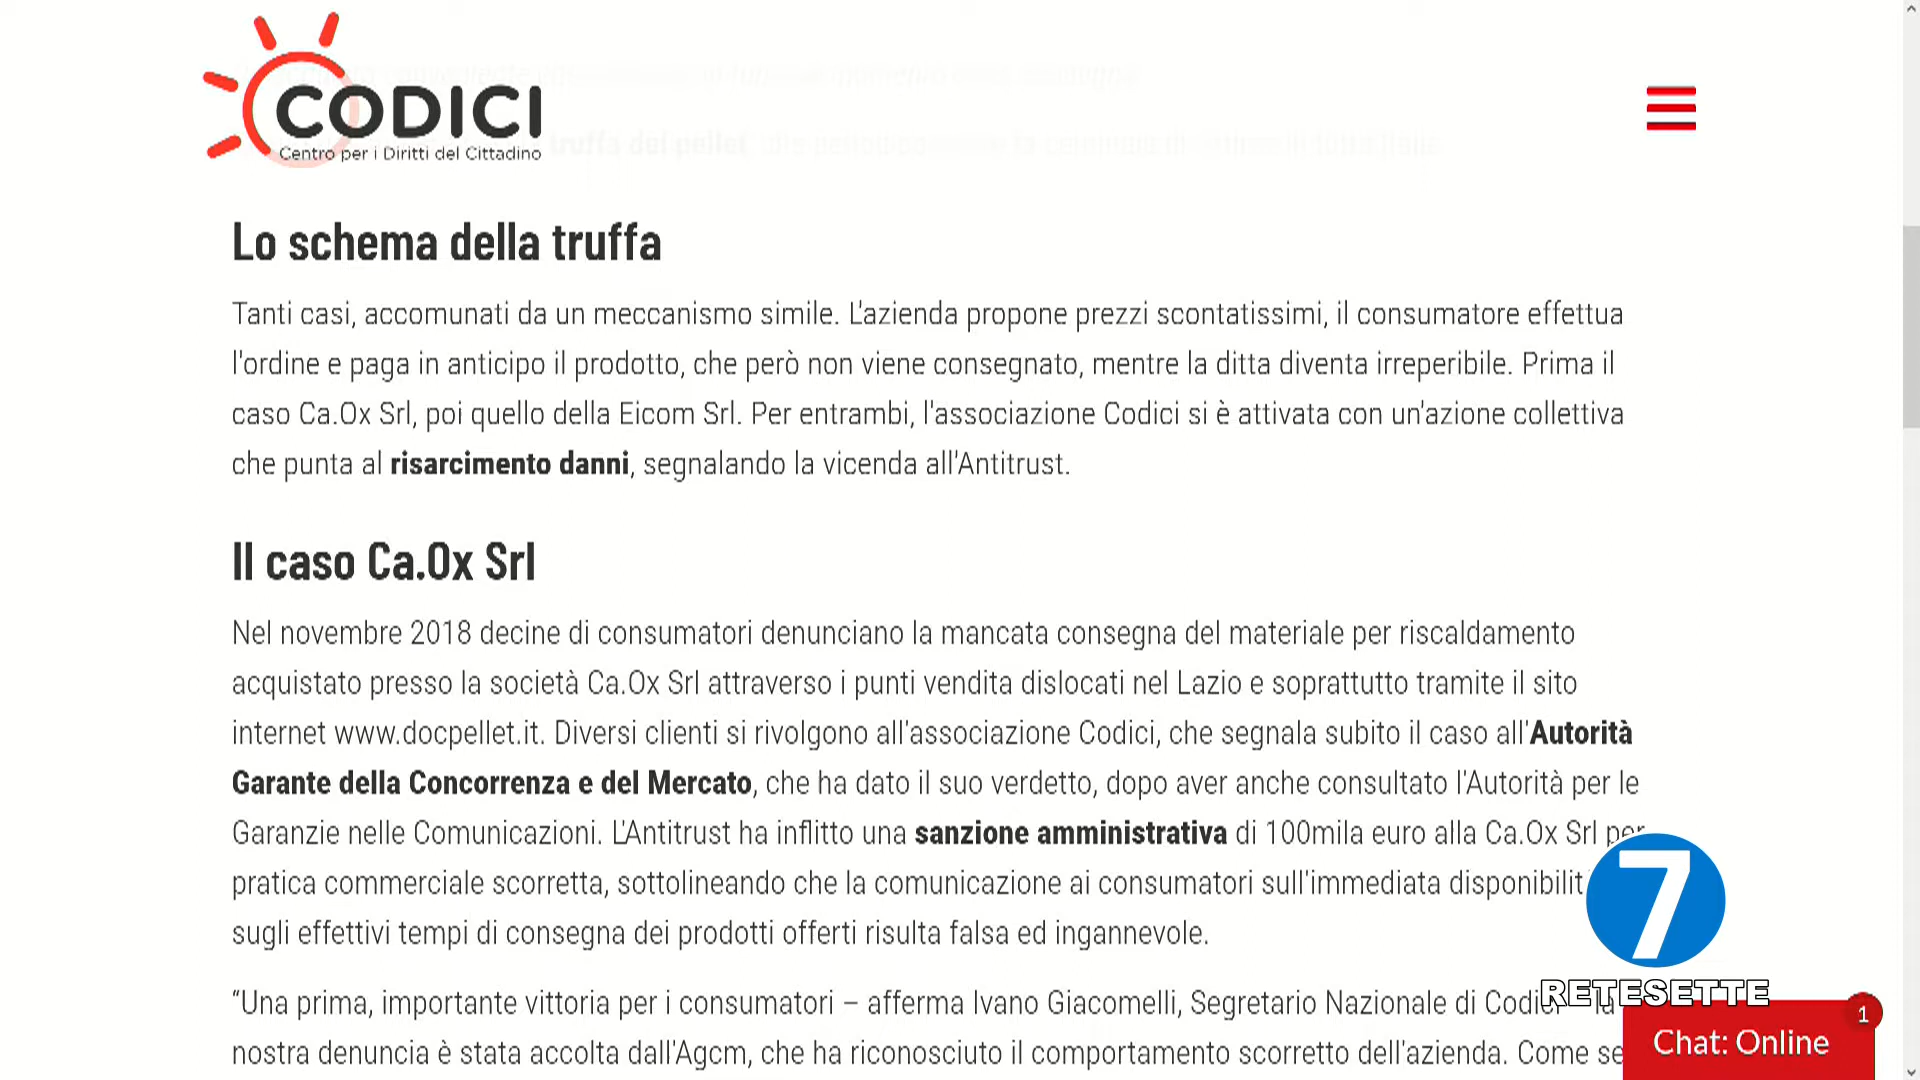 CODICI
Centro per i Diritti del Cittadino
truffa del pellet
Lo schema della truffa
Tanti casi, accomunati da un meccanismo simile. L'azienda propone prezzi scontatissimi, il consumatore effettua
l'ordine e paga in anticipo il prodotto, che però non viene consegnato, mentre la ditta diventa irreperibile. Prima il
caso Ca.Ox Srl, poi quello della Eicom Srl. Per entrambi, l'associazione Codici si è attivata con un'azione collettiva
che punta al risarcimento danni, segnalando la vicenda all'Antitrust.
Il caso Ca.Ox Srl
Nel novembre 2018 decine di consumatori denunciano la mancata consegna del materiale per riscaldamento
acquistato presso la società Ca.Ox Srl attraverso i punti vendita dislocati nel Lazio e soprattutto tramite il sito
internet www.docpellet.it. Diversi clienti si rivolgono all'associazione Codici, che segnala subito il caso all'Autorità
Garante della Concorrenza e del Mercato, che ha dato il suo verdetto, dopo aver anche consultato l'Autorità per le
Garanzie nelle Comunicazioni. L'Antitrust ha inflitto una sanzione amministrativa di 100mila euro alla Ca.Ox Srl per
pratica commerciale scorretta, sottolineando che la comunicazione ai consumatori sull'immediata disponibilit
sugli effettivi tempi di consegna dei prodotti offerti risulta falsa ed ingannevole.
7
RETESETTE
“Una prima, importante vittoria per i consumatori – afferma Ivano Giacomelli, Segretario Nazionale di Codici – la
nostra denuncia è stata accolta dall'Agcm, che ha riconosciuto il comportamento scorretto dell'azienda. Come se
1
Chat: Online